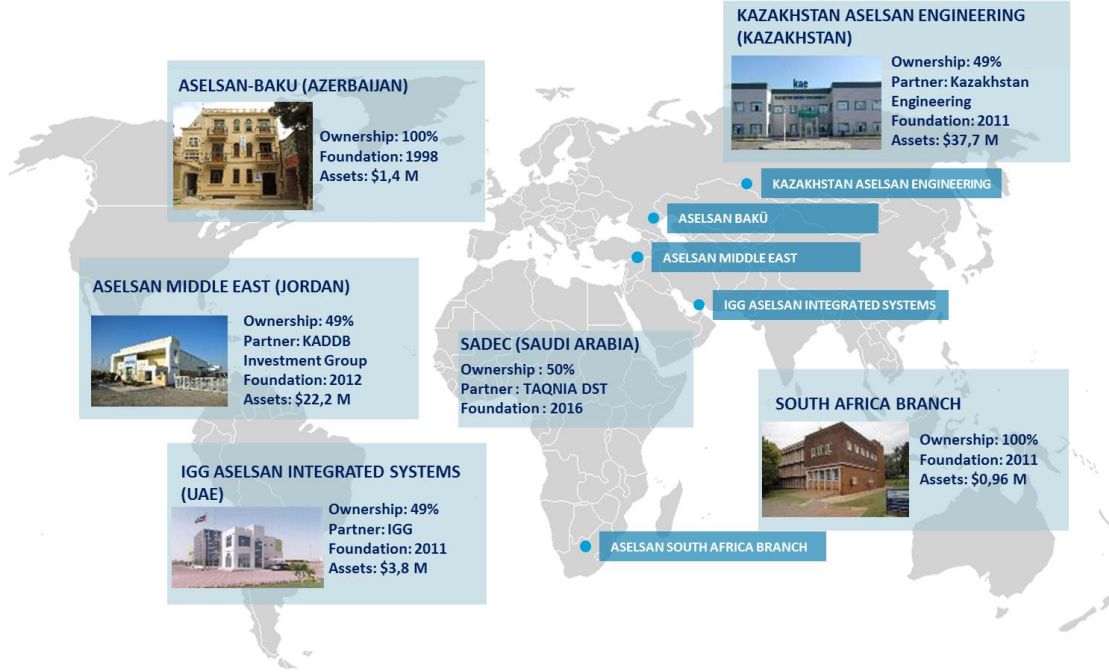 KAZAKHSTAN ASELSAN ENGINEERING
(KAZAKHSTAN)
kae
Ownership: 49%
Partner: Kazakhstan
Engineering
Foundation: 2011
Assets: $37,7 M
ASELSAN-BAKU (AZERBAIJAN)
Ownership: 100%
Foundation: 1998
Assets: $1,4 M
KAZAKHSTAN ASELSAN ENGINEERING
ASELSAN BAKÜ
ASELSAN MIDDLE EAST
IGG ASELSAN INTEGRATED SYSTEMS
ASELSAN MIDDLE EAST (JORDAN)
Ownership: 49%
Partner: KADDB
Investment Group
Foundation: 2012
Assets: $22,2 M
SADEC (SAUDI ARABIA)
Ownership : 50%
Partner : TAQNIA DST
Foundation : 2016
SOUTH AFRICA BRANCH
Ownership: 100%
Foundation: 2011
Assets: $0,96 M
IGG ASELSAN INTEGRATED SYSTEMS
(UAE)
Ownership: 49%
Partner: IGG
Foundation: 2011
Assets: $3,8 M
ASELSAN SOUTH AFRICA BRANCH